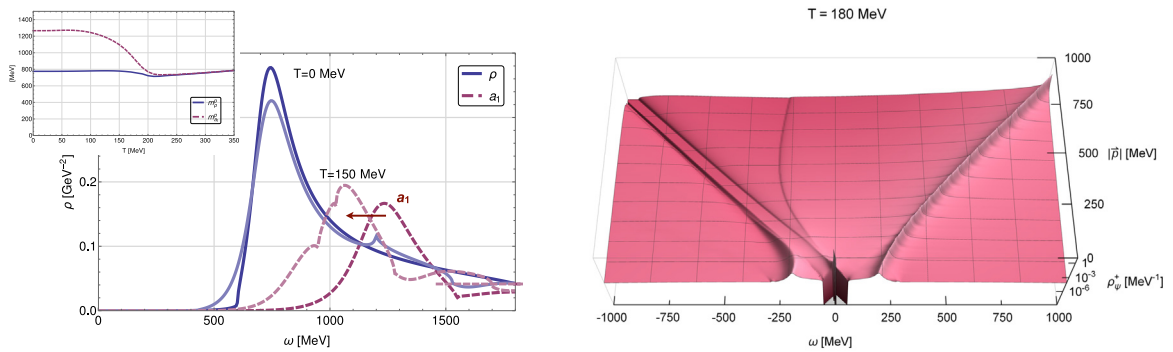 1400
1200
1000
800
600
400
200
0
[MeV]
0 50 100 150 200 250 300 350
T [MeV]
T=0 MeV
T=150 MeV
a₁
ρ
a₁
0.2
0.1
0.0
ρ [GeV⁻²]
0 500 1000 1500
ω [MeV]
T = 180 MeV
1000
750
500
250
0
|p⃗| [MeV]
1
10⁻³
10⁻⁶
ρ⁺ψ [MeV⁻¹]
-1000 -750 -500 -250 0 250 500 750 1000
ω [MeV]